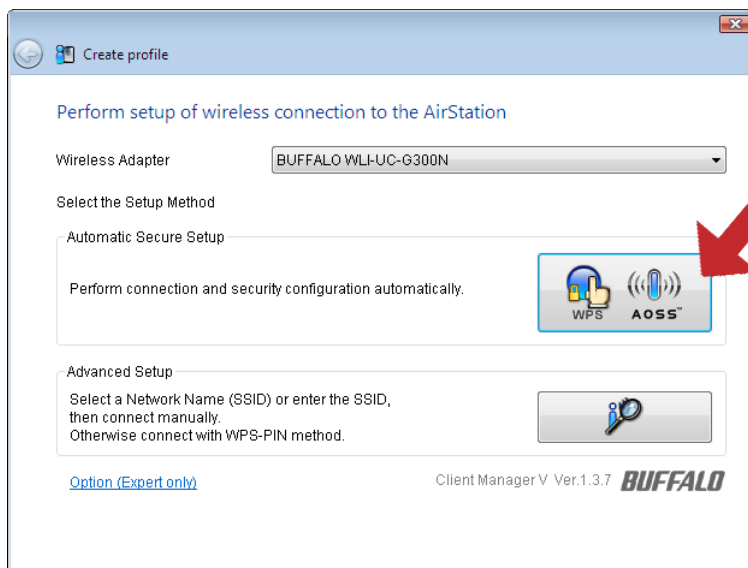 Create profile
Perform setup of wireless connection to the AirStation
Wireless Adapter
BUFFALO WLI-UC-G300N
Select the Setup Method
Automatic Secure Setup
Perform connection and security configuration automatically.
WPS
AOSS™
Advanced Setup
Select a Network Name (SSID) or enter the SSID,
then connect manually.
Otherwise connect with WPS-PIN method.
Option (Expert only)
Client Manager V Ver.1.3.7 BUFFALO